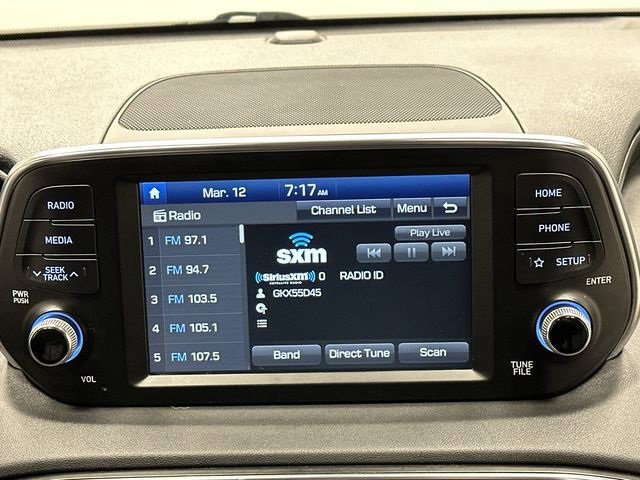 Mar. 12 7:17 AM
Radio Channel List Menu
1 FM 97.1
2 FM 94.7
3 FM 103.5
4 FM 105.1
5 FM 107.5
Play Live
sxm
((SiriusXM)) 0 RADIO ID
SATELLITE RADIO
GKX55D45
Band Direct Tune Scan
RADIO
MEDIA
SEEK
TRACK
PWR
PUSH
VOL
HOME
PHONE
SETUP
ENTER
TUNE
FILE